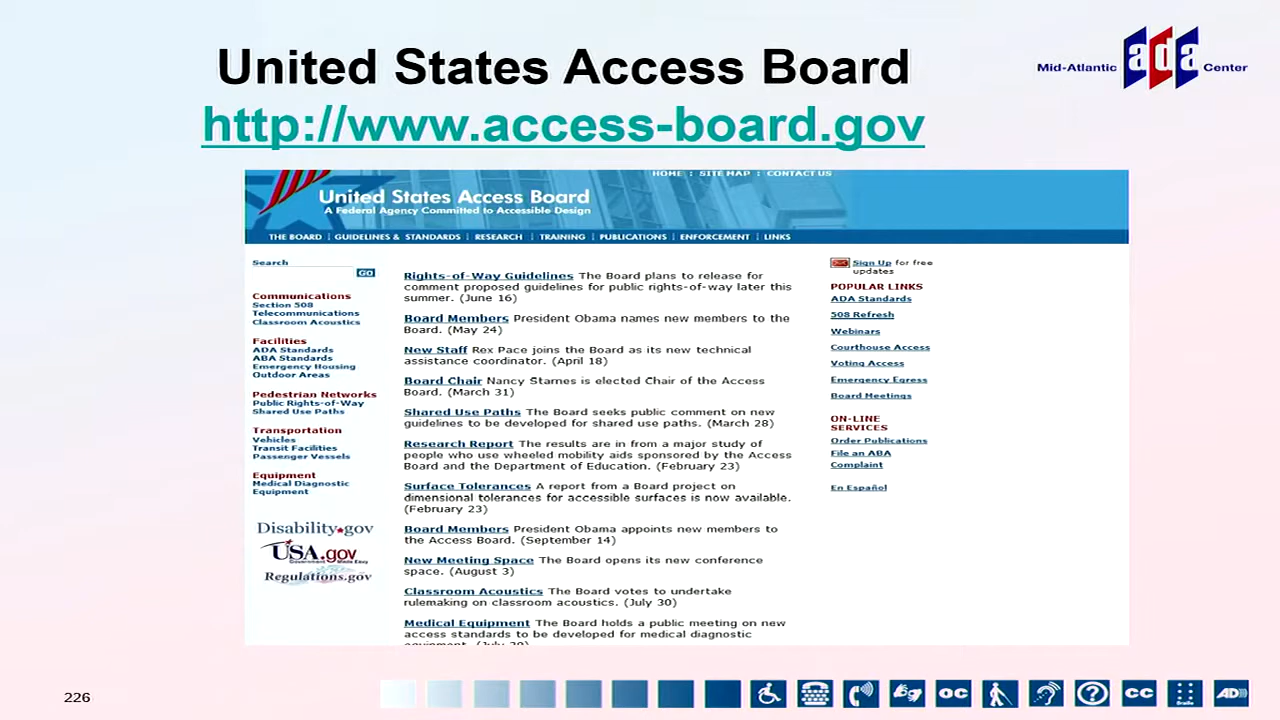 United States Access Board
http://www.access-board.gov
Mid-Atlantic ada Center
HOME : SITE MAP : CONTACT US
United States Access Board
A Federal Agency Committed to Accessible Design
THE BOARD | GUIDELINES & STANDARDS | RESEARCH | TRAINING | PUBLICATIONS | ENFORCEMENT | LINKS
Search
GO
Communications
Section 508
Telecommunications
Classroom Acoustics
Facilities
ADA Standards
ABA Standards
Emergency Housing
Outdoor Areas
Pedestrian Networks
Public Rights-of-Way
Shared Use Paths
Transportation
Vehicles
Transit Facilities
Passenger Vessels
Equipment
Medical Diagnostic
Equipment
Disability.gov
USA.gov
Government Made Easy
Regulations.gov
Rights-of-Way Guidelines The Board plans to release for
comment proposed guidelines for public rights-of-way later this
summer. (June 16)
Board Members President Obama names new members to the
Board. (May 24)
New Staff Rex Pace joins the Board as its new technical
assistance coordinator. (April 18)
Board Chair Nancy Starnes is elected Chair of the Access
Board. (March 31)
Shared Use Paths The Board seeks public comment on new
guidelines to be developed for shared use paths. (March 28)
Research Report The results are in from a major study of
people who use wheeled mobility aids sponsored by the Access
Board and the Department of Education. (February 23)
Surface Tolerances A report from a Board project on
dimensional tolerances for accessible surfaces is now available.
(February 23)
Board Members President Obama appoints new members to
the Access Board. (September 14)
New Meeting Space The Board opens its new conference
space. (August 3)
Classroom Acoustics The Board votes to undertake
rulemaking on classroom acoustics. (July 30)
Medical Equipment The Board holds a public meeting on new
access standards to be developed for medical diagnostic
equipment. (July
Sign Up for free
updates
POPULAR LINKS
ADA Standards
508 Refresh
Webinars
Courthouse Access
Voting Access
Emergency Egress
Board Meetings
ON-LINE
SERVICES
Order Publications
File an ABA
Complaint
En Español
226
OC
?
CC
Braille
AD